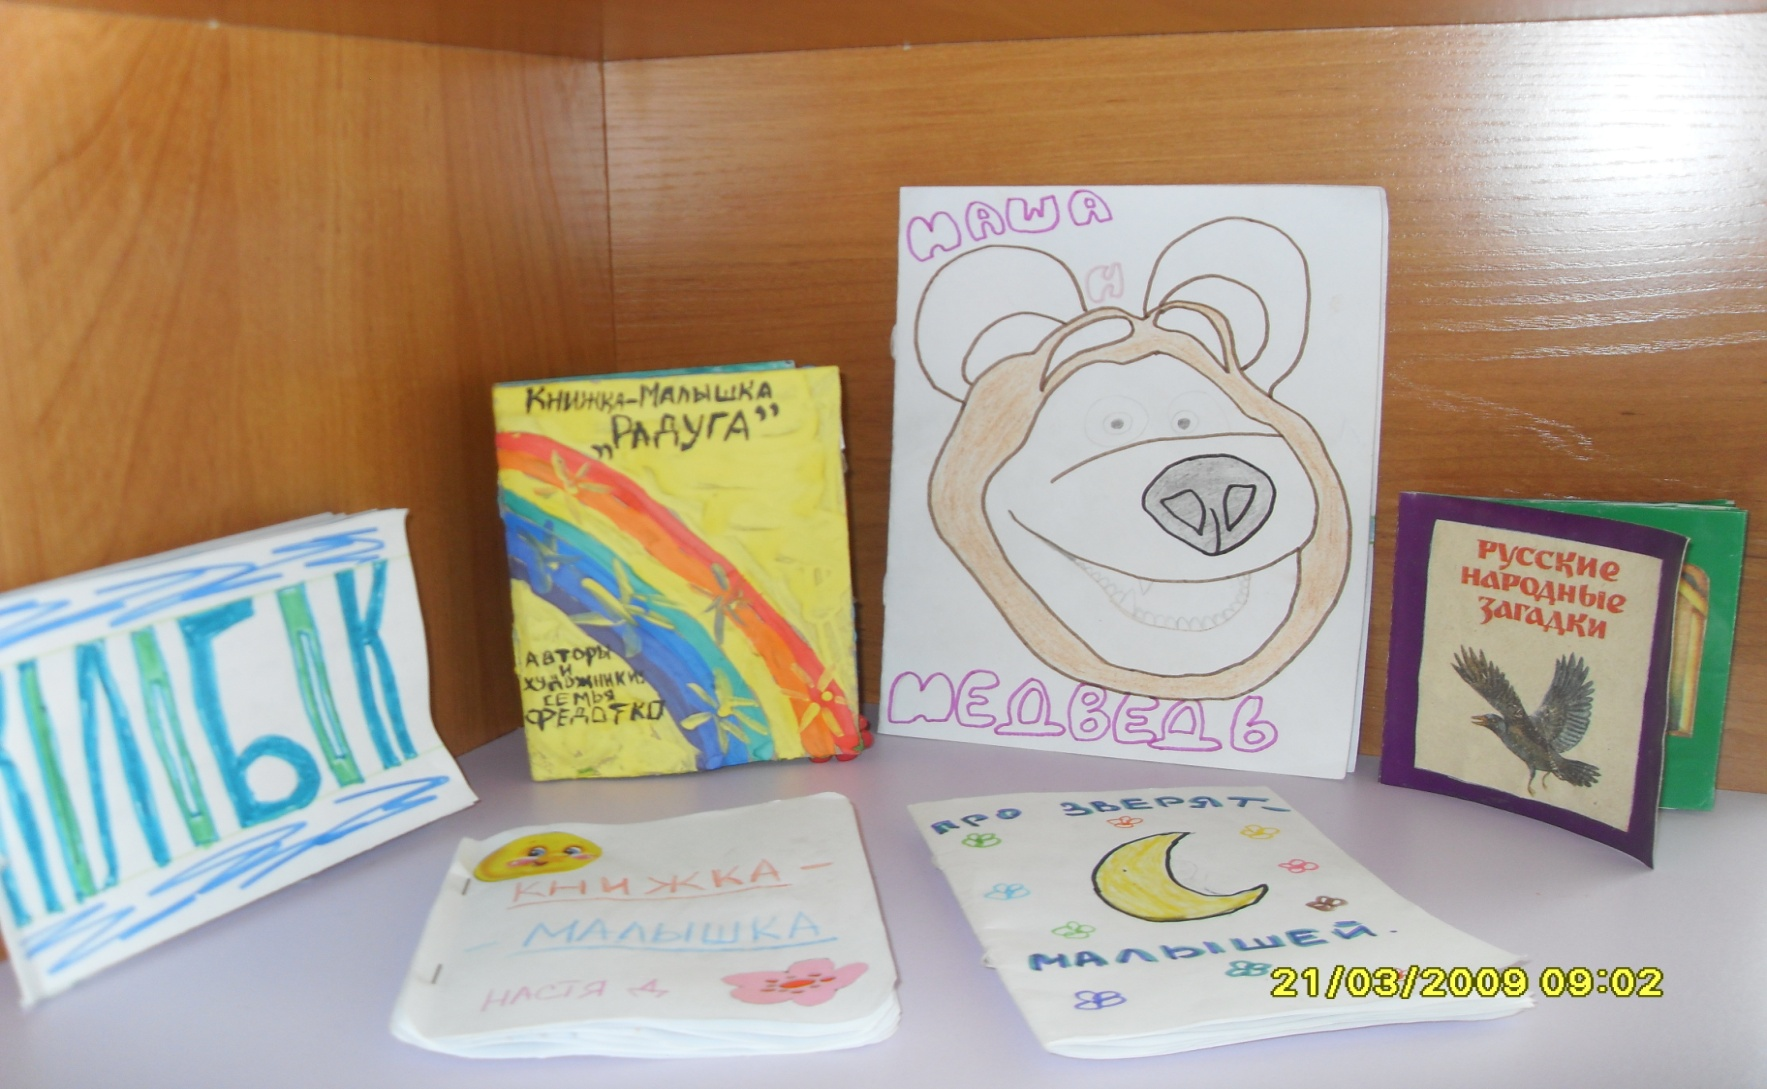 КНИЖКА-МАЛЫШКА
„РАДУГА”
АВТОРЫ
И
ХУДОЖНИКИ:
СЕМЬЯ
ФЕДОТКО
МАША
И
МЕДВЕДЬ
РУССКИЕ
НАРОДНЫЕ
ЗАГАДКИ
КНИЖКА -
- МАЛЫШКА
НАСТЯ Д
ПРО ЗВЕРЯТ-
МАЛЫШЕЙ.
21/03/2009 09:02